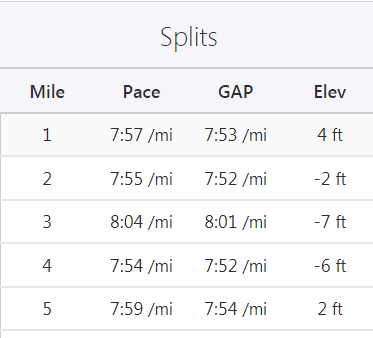 Splits
Mile Pace GAP Elev
1 7:57 /mi 7:53 /mi 4 ft
2 7:55 /mi 7:52 /mi -2 ft
3 8:04 /mi 8:01 /mi -7 ft
4 7:54 /mi 7:52 /mi -6 ft
5 7:59 /mi 7:54 /mi 2 ft